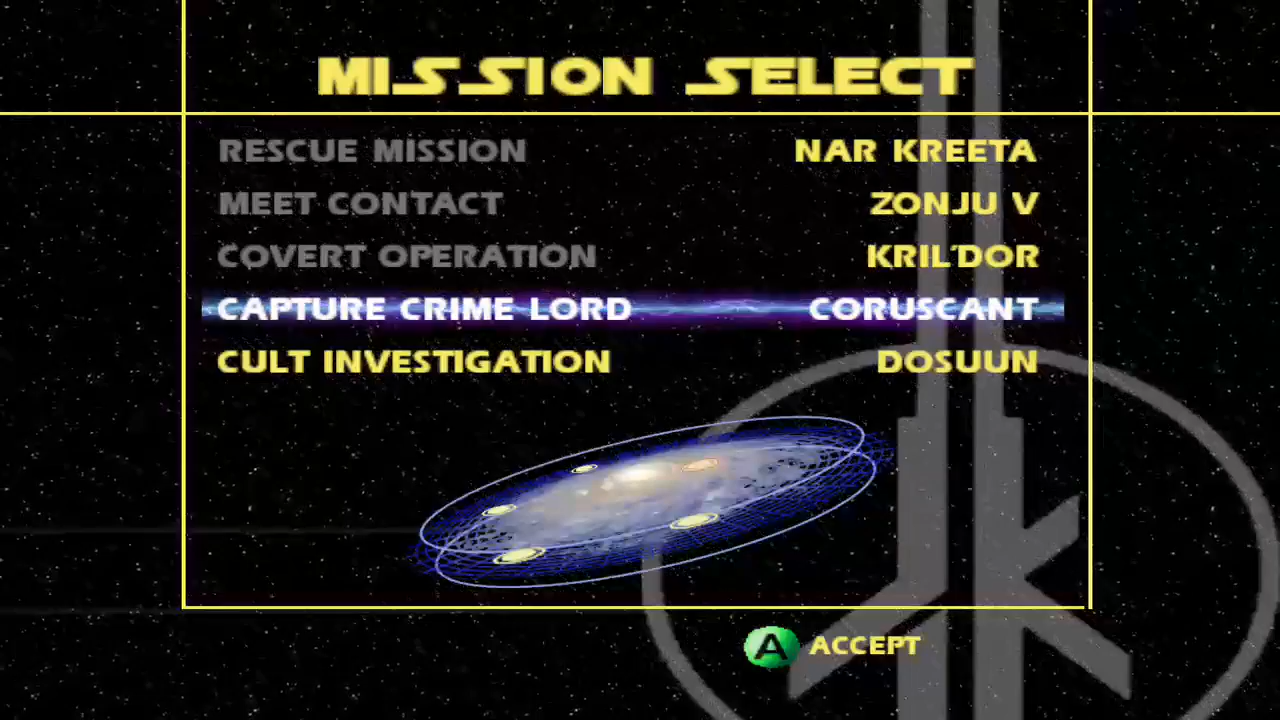 MISSION SELECT
RESCUE MISSION NAR KREETA
MEET CONTACT ZONJU V
COVERT OPERATION KRIL'DOR
CAPTURE CRIME LORD CORUSCANT
CULT INVESTIGATION DOSUUN
A ACCEPT